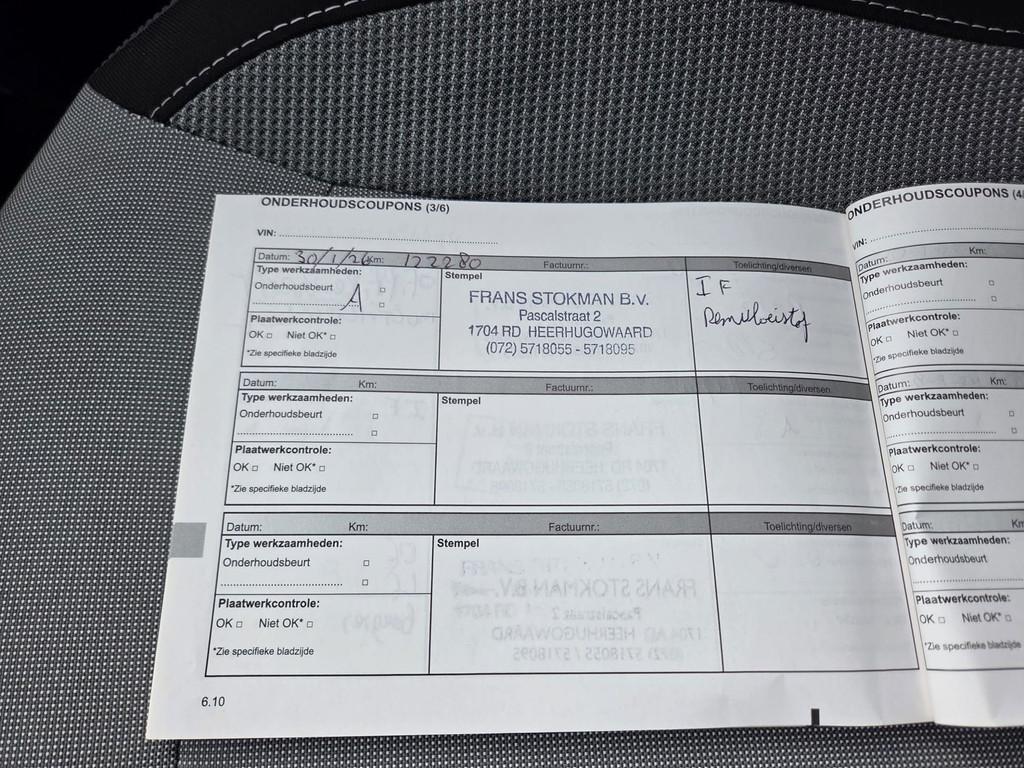 ONDERHOUDSCOUPONS (3/6)
VIN:
Datum: 30/1/26 Km: 122280 Factuurnr.: Toelichting/diversen
Type werkzaamheden:
Onderhoudsbeurt
A
Plaatwerkcontrole:
OK Niet OK*
*Zie specifieke bladzijde
Stempel
FRANS STOKMAN B.V.
Pascalstraat 2
1704 RD HEERHUGOWAARD
(072) 5718055 - 5718095
I F
Remvloeistof
Datum: Km: Factuurnr.: Toelichting/diversen
Type werkzaamheden:
Onderhoudsbeurt
Plaatwerkcontrole:
OK Niet OK*
*Zie specifieke bladzijde
Stempel
Datum: Km: Factuurnr.: Toelichting/diversen
Type werkzaamheden:
Onderhoudsbeurt
Plaatwerkcontrole:
OK Niet OK*
*Zie specifieke bladzijde
Stempel
6.10
ONDERHOUDSCOUPONS (4/
VIN:
Datum: Km:
Type werkzaamheden:
Onderhoudsbeurt
Plaatwerkcontrole:
OK Niet OK*
*Zie specifieke bladzijde
Datum: Km:
Type werkzaamheden:
Onderhoudsbeurt
Plaatwerkcontrole:
OK Niet OK*
*Zie specifieke bladzijde
Datum: Km
Type werkzaamheden:
Onderhoudsbeurt
Plaatwerkcontrole:
OK Niet OK*
*Zie specifieke bladzijde